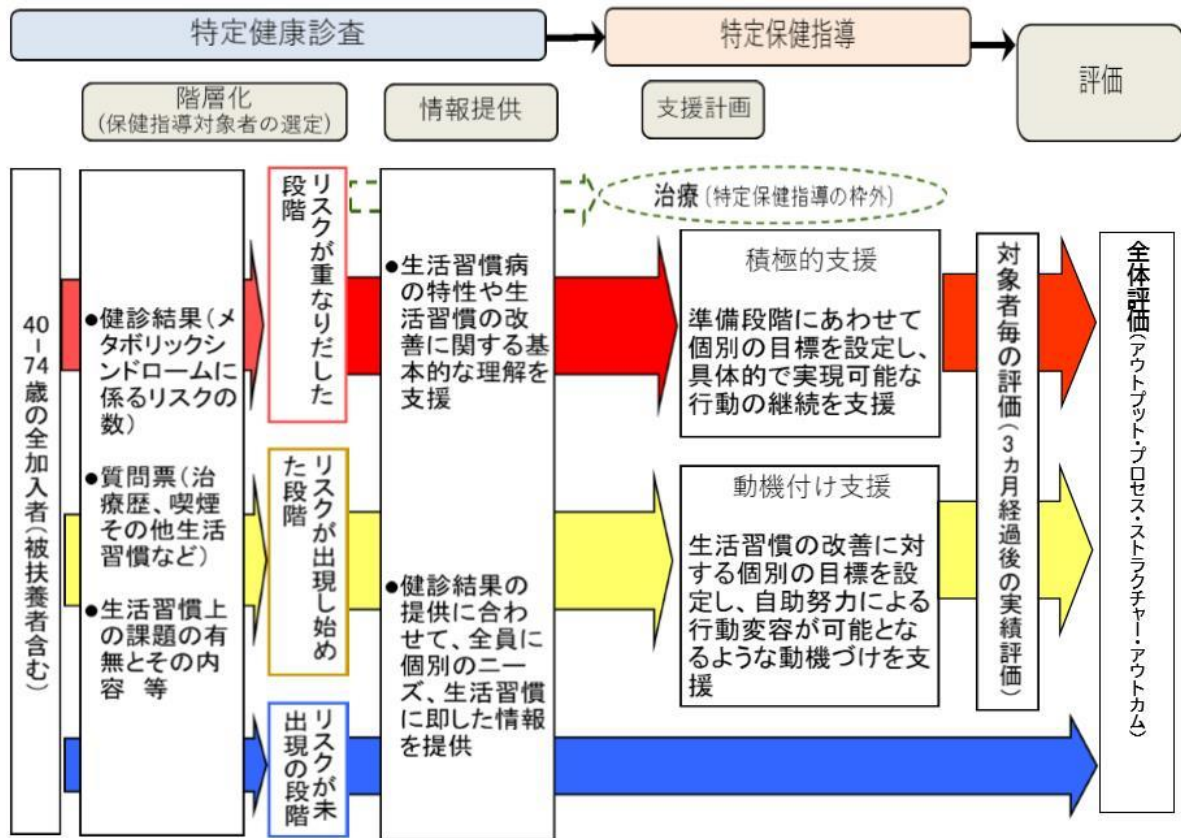 特定健康診査
特定保健指導
評価
階層化
(保健指導対象者の選定)
情報提供
支援計画
40-74歳の全加入者(被扶養者含む)
●健診結果(メ
タボリックシ
ンドロームに
係るリスクの
数)
●質問票(治
療歴、喫煙
その他生活
習慣など)
●生活習慣上
の課題の有
無とその内
容 等
リスクが重なりだした
段階
リスクが出現し始め
た段階
リスクが未
出現の段階
●生活習慣病
の特性や生
活習慣の改
善に関する基
本的な理解を
支援
●健診結果の
提供に合わ
せて、全員に
個別のニー
ズ、生活習慣
に即した情報
を提供
治療(特定保健指導の枠外)
積極的支援
準備段階にあわせて
個別の目標を設定し、
具体的で実現可能な
行動の継続を支援
動機付け支援
生活習慣の改善に対
する個別の目標を設
定し、自助努力による
行動変容が可能とな
るような動機づけを支
援
対象者毎の評価(3ヵ月経過後の実績評価)
全体評価(アウトプット・プロセス・ストラクチャー・アウトカム)